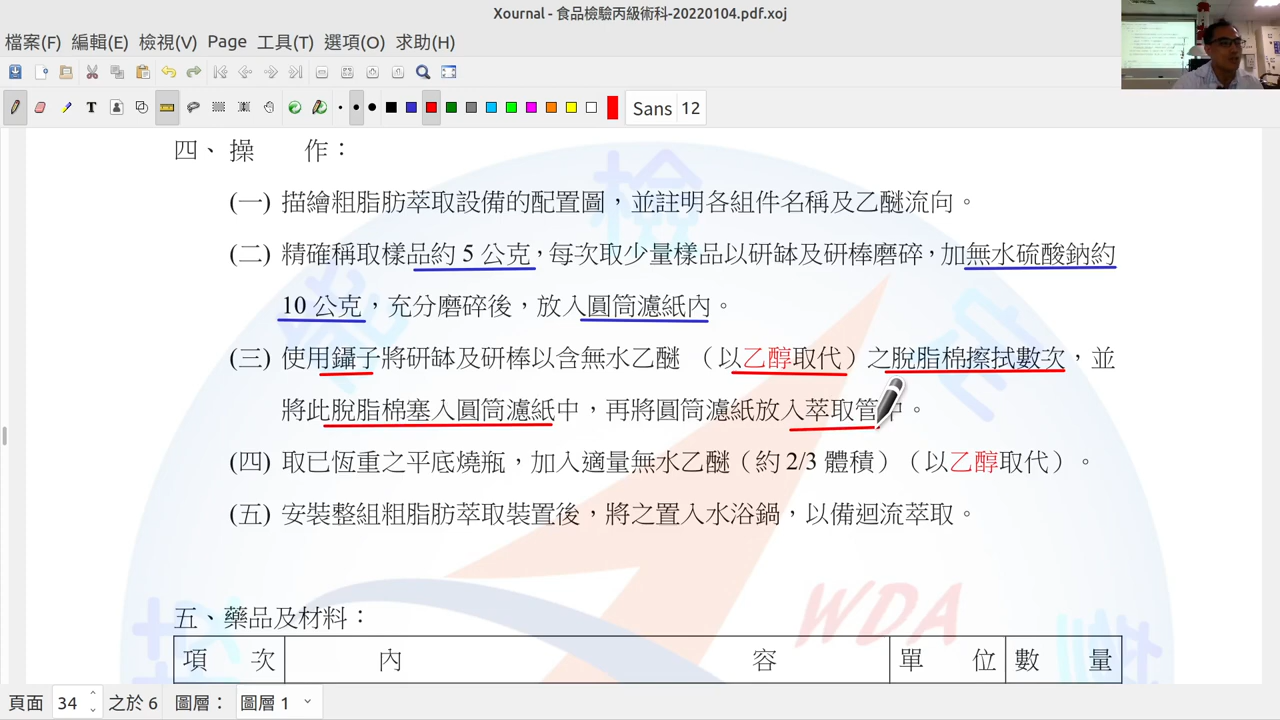 Xournal - 食品檢驗丙級術科-20220104.pdf.xoj
檔案(F) 編輯(E) 檢視(V)
T Sans 12
四、操 作：
(一) 描繪粗脂肪萃取設備的配置圖，並註明各組件名稱及乙醚流向。
(二) 精確稱取樣品約 5 公克，每次取少量樣品以研缽及研棒磨碎，加無水硫酸鈉約
10 公克，充分磨碎後，放入圓筒濾紙內。
(三) 使用鑷子將研缽及研棒以含無水乙醚 （以乙醇取代）之脫脂棉擦拭數次，並
將此脫脂棉塞入圓筒濾紙中，再將圓筒濾紙放入萃取管中。
(四) 取已恆重之平底燒瓶，加入適量無水乙醚（約 2/3 體積）（以乙醇取代）。
(五) 安裝整組粗脂肪萃取裝置後，將之置入水浴鍋，以備迴流萃取。
WDA
五、藥品及材料：
項 次 內 容 單 位 數 量
頁面 34 之於 6 圖層： 圖層 1